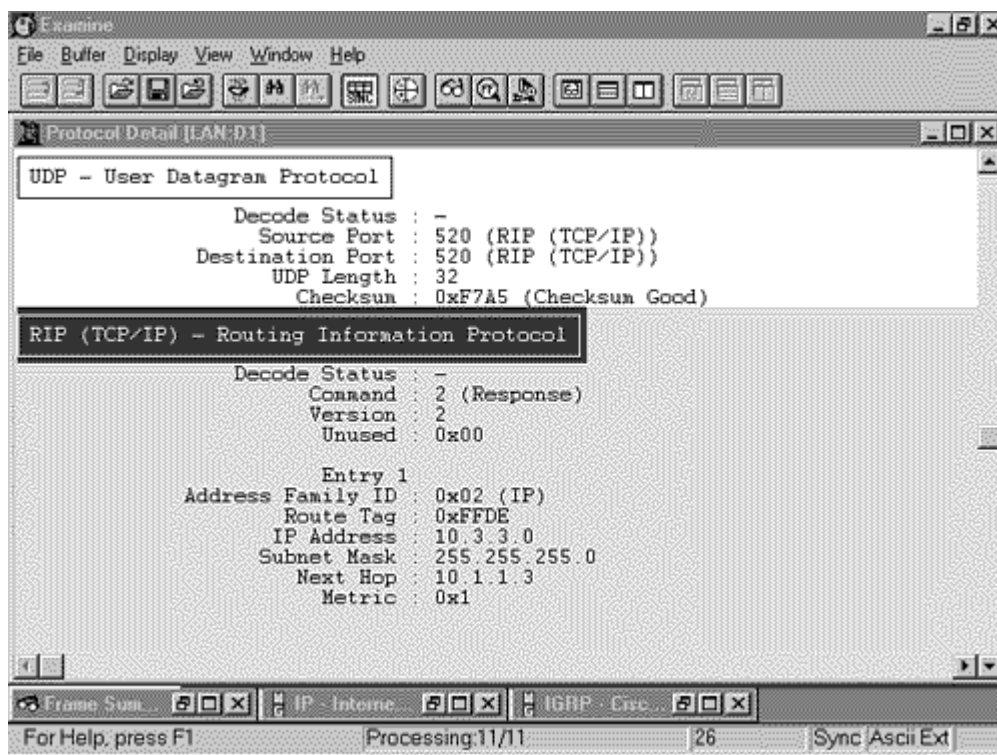 Examine
File Buffer Display View Window Help
SYNC
Protocol Detail [LAN:D1]
UDP – User Datagram Protocol
Decode Status : –
Source Port : 520 (RIP (TCP/IP))
Destination Port : 520 (RIP (TCP/IP))
UDP Length : 32
Checksum : 0xF7A5 (Checksum Good)
RIP (TCP/IP) – Routing Information Protocol
Decode Status : –
Command : 2 (Response)
Version : 2
Unused : 0x00
Entry 1
Address Family ID : 0x02 (IP)
Route Tag : 0xFFDE
IP Address : 10.3.3.0
Subnet Mask : 255.255.255.0
Next Hop : 10.1.1.3
Metric : 0x1
Frame Sum... IP - Interne... IGRP - Cisc...
For Help, press F1 Processing:11/11 26 Sync Ascii Ext